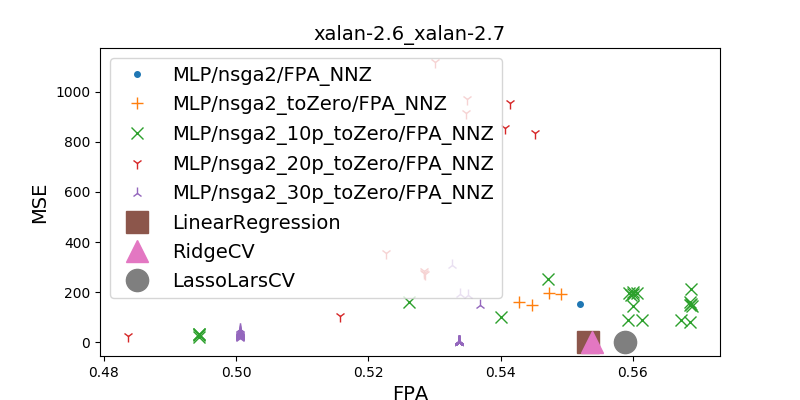 xalan-2.6_xalan-2.7
MSE
1000
800
600
400
200
0
MLP/nsga2/FPA_NNZ
MLP/nsga2_toZero/FPA_NNZ
MLP/nsga2_10p_toZero/FPA_NNZ
MLP/nsga2_20p_toZero/FPA_NNZ
MLP/nsga2_30p_toZero/FPA_NNZ
LinearRegression
RidgeCV
LassoLarsCV
0.48 0.50 0.52 0.54 0.56
FPA